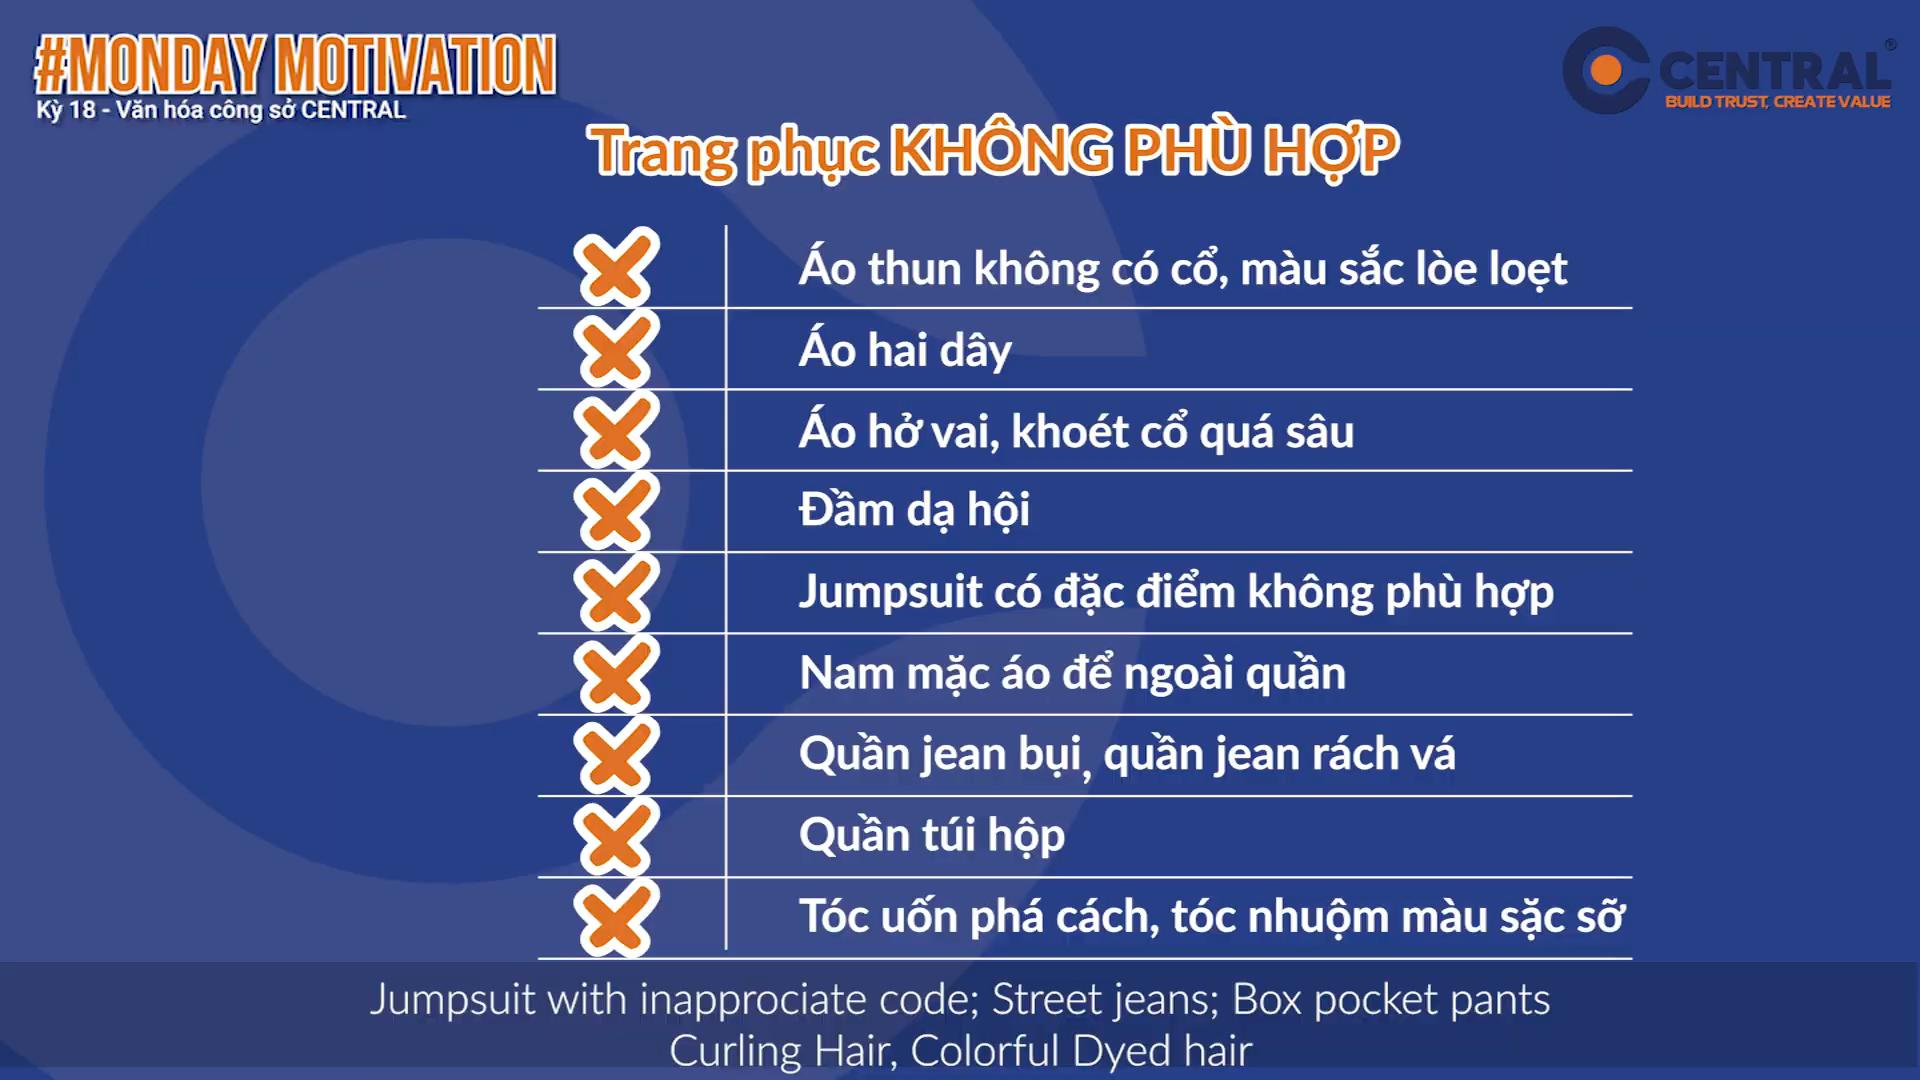 #MONDAY MOTIVATION
Kỳ 18 - Văn hóa công sở CENTRAL
CENTRAL®
BUILD TRUST, CREATE VALUE
Trang phục KHÔNG PHÙ HỢP
Áo thun không có cổ, màu sắc lòe loẹt
Áo hai dây
Áo hở vai, khoét cổ quá sâu
Đầm dạ hội
Jumpsuit có đặc điểm không phù hợp
Nam mặc áo để ngoài quần
Quần jean bụi, quần jean rách vá
Quần túi hộp
Tóc uốn phá cách, tóc nhuộm màu sặc sỡ
Jumpsuit with inapprociate code; Street jeans; Box pocket pants
Curling Hair, Colorful Dyed hair